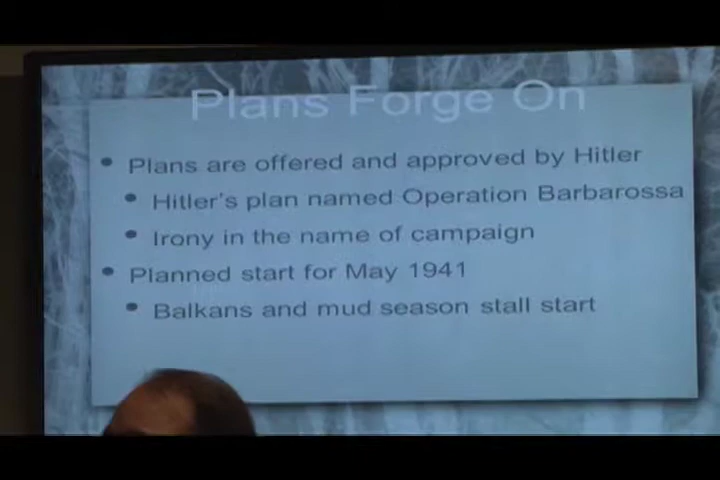 Plans Forge On
• Plans are offered and approved by Hitler
• Hitler's plan named Operation Barbarossa
• Irony in the name of campaign
• Planned start for May 1941
• Balkans and mud season stall start